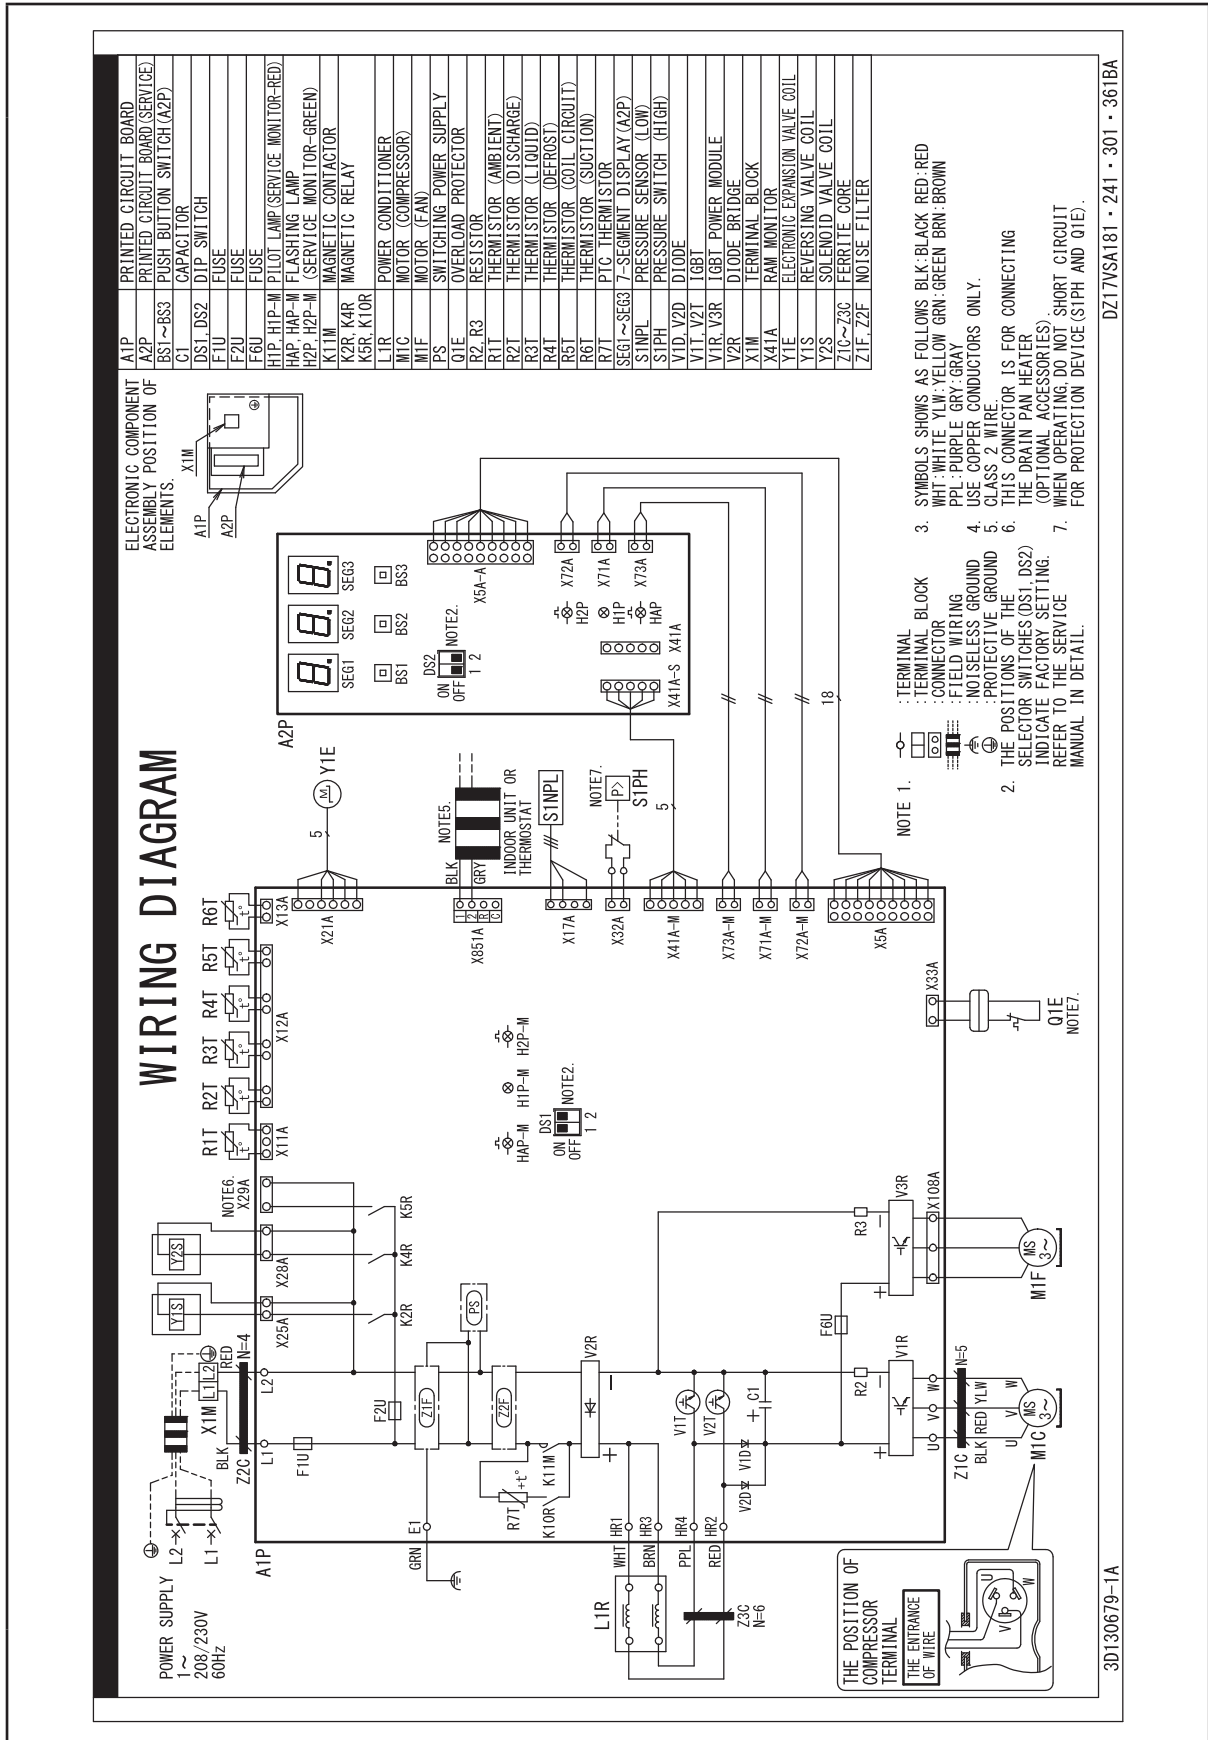 WIRING DIAGRAM
POWER SUPPLY
1~
208/230V
60Hz
L2
L1
X1M
L1 L2
BLK
RED
Z2C
N=4
L1
L2
A1P
Y1S
Y2S
X25A
X28A
NOTE6.
X29A
R1T
R2T
R3T
R4T
R5T
R6T
t°
t°
t°
t°
t°
t°
X11A
X12A
X13A
X21A
5
M
Y1E
F1U
F2U
K2R
K4R
K5R
E1
GRN
Z1F
PS
Z2F
R7T
+t°
K11M
K10R
V2R
+
−
HAP-M
H1P-M
H2P-M
DS1
ON
OFF
1 2
NOTE2.
NOTE5.
BLK
GRY
INDOOR UNIT OR
THERMOSTAT
X851A
1
2
R
C
S1NPL
X17A
NOTE7.
P>
S1PH
X32A
5
X41A-M
X73A-M
X71A-M
X72A-M
X5A
18
A2P
SEG1
SEG2
SEG3
BS1
BS2
BS3
DS2
ON
OFF
1 2
NOTE2.
X5A-A
X41A-S
X41A
H2P
H1P
HAP
X72A
X71A
X73A
L1R
WHT
HR1
BRN
HR3
PPL
HR4
RED
HR2
Z3C
N=6
V1T
V2T
V2D
V1D
+
C1
R2
R3
F6U
V1R
+
−
V3R
+
−
U
V
W
X108A
Z1C
N=5
BLK
RED
YLW
U
V
W
MS
3~
M1C
MS
3~
M1F
X33A
Q1E
NOTE7.
THE POSITION OF
COMPRESSOR
TERMINAL
THE ENTRANCE
OF WIRE
U
V
W
ELECTRONIC COMPONENT
ASSEMBLY POSITION OF
ELEMENTS.
A1P
A2P
X1M
A1P PRINTED CIRCUIT BOARD
A2P PRINTED CIRCUIT BOARD(SERVICE)
BS1~BS3 PUSH BUTTON SWITCH(A2P)
C1 CAPACITOR
DS1, DS2 DIP SWITCH
F1U FUSE
F2U FUSE
F6U FUSE
H1P, H1P-M PILOT LAMP(SERVICE MONITOR-RED)
HAP, HAP-M FLASHING LAMP
H2P, H2P-M (SERVICE MONITOR-GREEN)
K11M MAGNETIC CONTACTOR
K2R, K4R MAGNETIC RELAY
K5R, K10R
L1R POWER CONDITIONER
M1C MOTOR (COMPRESSOR)
M1F MOTOR (FAN)
PS SWITCHING POWER SUPPLY
Q1E OVERLOAD PROTECTOR
R2, R3 RESISTOR
R1T THERMISTOR (AMBIENT)
R2T THERMISTOR (DISCHARGE)
R3T THERMISTOR (LIQUID)
R4T THERMISTOR (DEFROST)
R5T THERMISTOR (COIL CIRCUIT)
R6T THERMISTOR (SUCTION)
R7T PTC THERMISTOR
SEG1~SEG3 7-SEGMENT DISPLAY(A2P)
S1NPL PRESSURE SENSOR (LOW)
S1PH PRESSURE SWITCH (HIGH)
V1D, V2D DIODE
V1T, V2T IGBT
V1R, V3R IGBT POWER MODULE
V2R DIODE BRIDGE
X1M TERMINAL BLOCK
X41A RAM MONITOR
Y1E ELECTRONIC EXPANSION VALVE COIL
Y1S REVERSING VALVE COIL
Y2S SOLENOID VALVE COIL
Z1C~Z3C FERRITE CORE
Z1F, Z2F NOISE FILTER
NOTE 1.
:TERMINAL
:TERMINAL BLOCK
:CONNECTOR
:FIELD WIRING
:NOISELESS GROUND
:PROTECTIVE GROUND
2. THE POSITIONS OF THE
SELECTOR SWITCHES(DS1, DS2)
INDICATE FACTORY SETTING.
REFER TO THE SERVICE
MANUAL IN DETAIL.
3. SYMBOLS SHOWS AS FOLLOWS BLK:BLACK RED:RED
WHT:WHITE YLW:YELLOW GRN:GREEN BRN:BROWN
PPL:PURPLE GRY:GRAY
4. USE COPPER CONDUCTORS ONLY.
5. CLASS 2 WIRE.
6. THIS CONNECTOR IS FOR CONNECTING
THE DRAIN PAN HEATER
(OPTIONAL ACCESSORIES).
7. WHEN OPERATING, DO NOT SHORT CIRCUIT
FOR PROTECTION DEVICE(S1PH AND Q1E).
3D130679-1A
DZ17VSA181・241・301・361BA